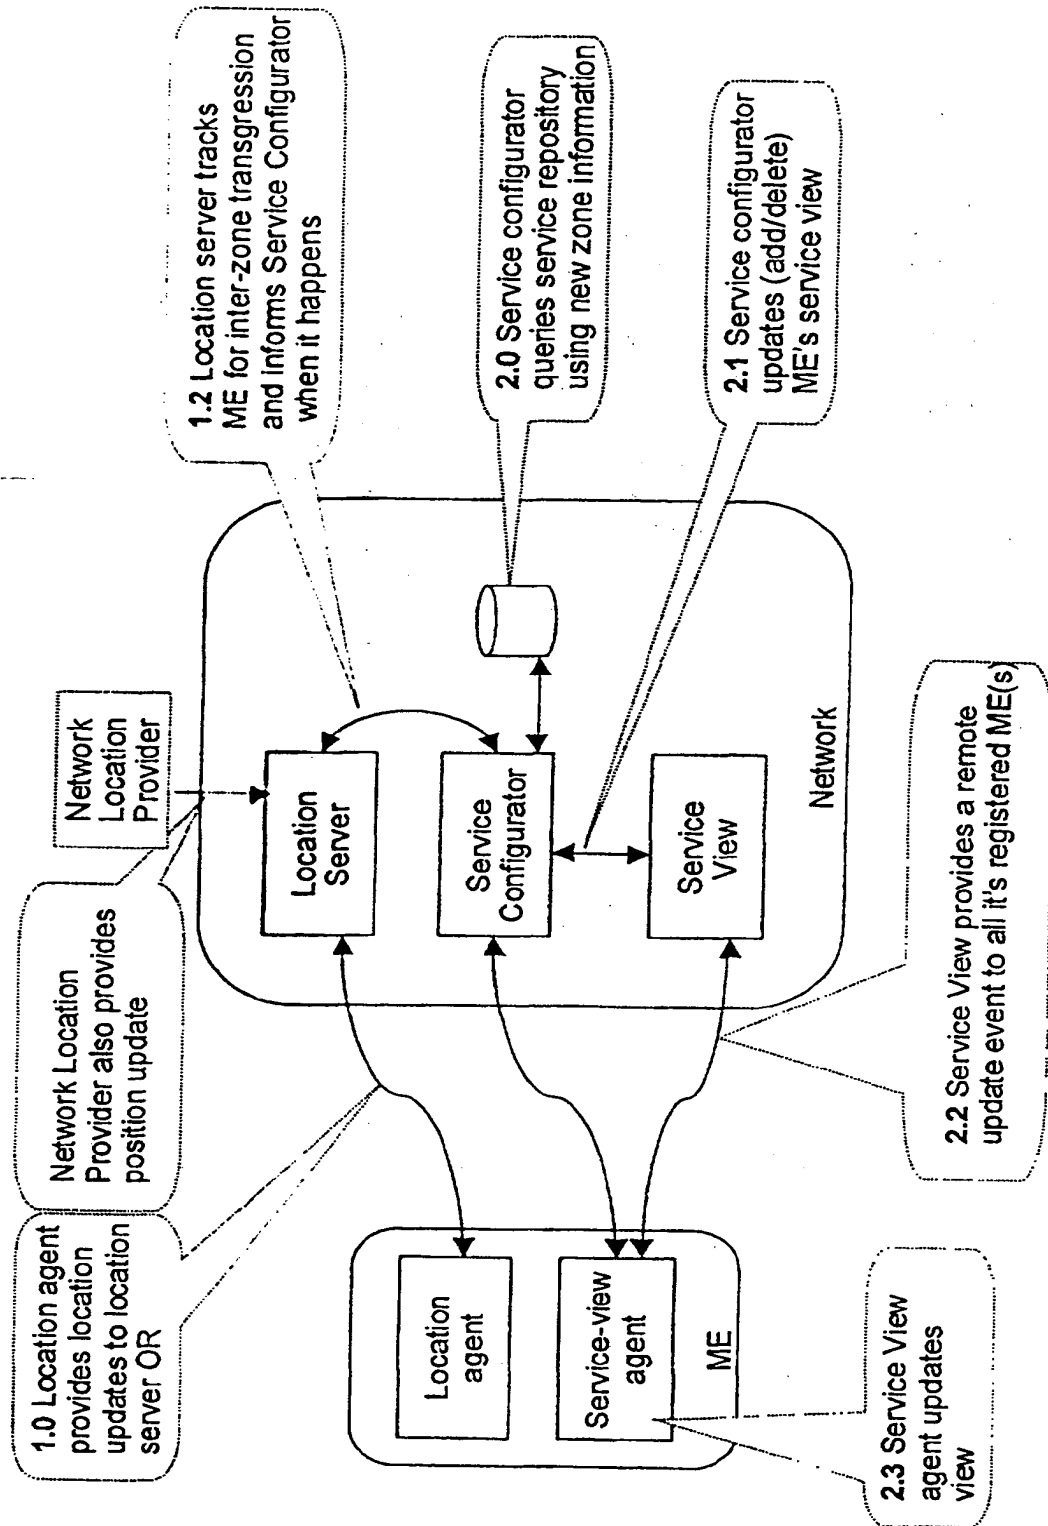 1.0 Location agent
provides location
updates to location
server OR
Network Location
Provider also provides
position update
Network
Location
Provider
1.2 Location server tracks
ME for inter-zone transgression
and informs Service Configurator
when it happens
2.0 Service configurator
queries service repository
using new zone information
2.1 Service configurator
updates (add/delete)
ME's service view
Location
Server
Service
Configurator
Service
View
Network
Location
agent
Service-view
agent
ME
2.3 Service View
agent updates
view
2.2 Service View provides a remote
update event to all it's registered ME(s)